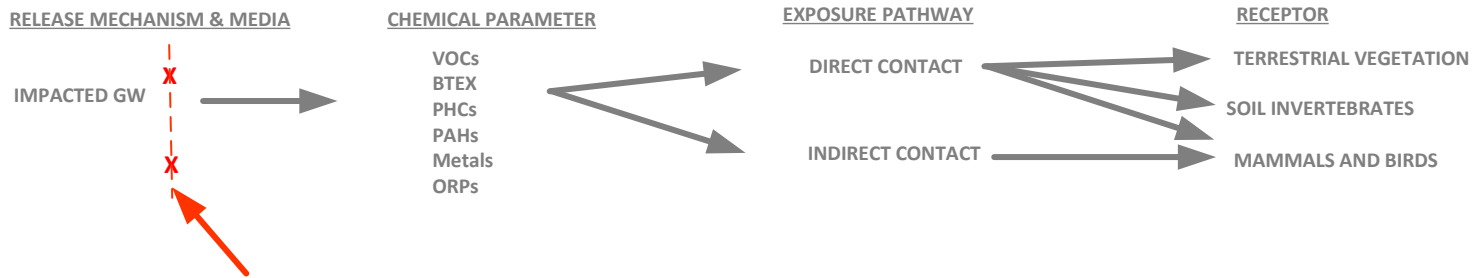 RELEASE MECHANISM & MEDIA
CHEMICAL PARAMETER
EXPOSURE PATHWAY
RECEPTOR
IMPACTED GW
X
X
VOCs
BTEX
PHCs
PAHs
Metals
ORPs
DIRECT CONTACT
INDIRECT CONTACT
TERRESTRIAL VEGETATION
SOIL INVERTEBRATES
MAMMALS AND BIRDS